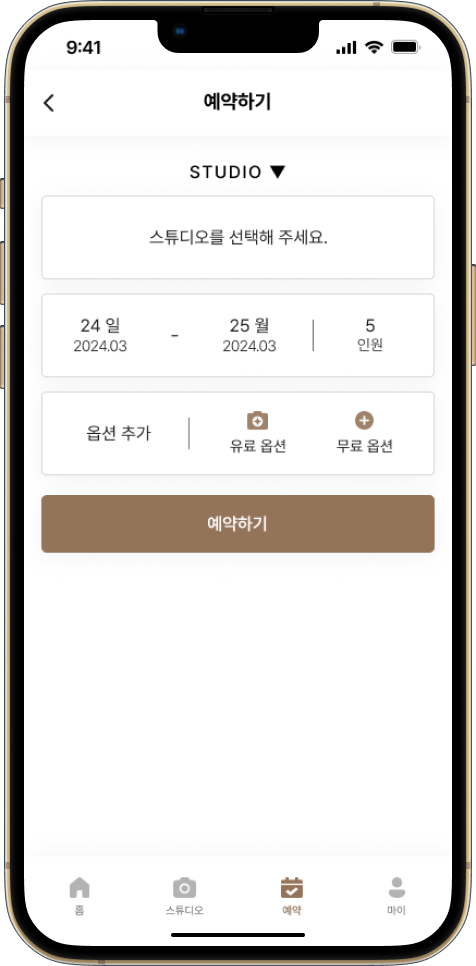 9:41
예약하기
STUDIO ▼
스튜디오를 선택해 주세요.
24 일 - 25 월 5
2024.03 2024.03 인원
옵션 추가 유료 옵션 무료 옵션
예약하기
홈 스튜디오 예약 마이